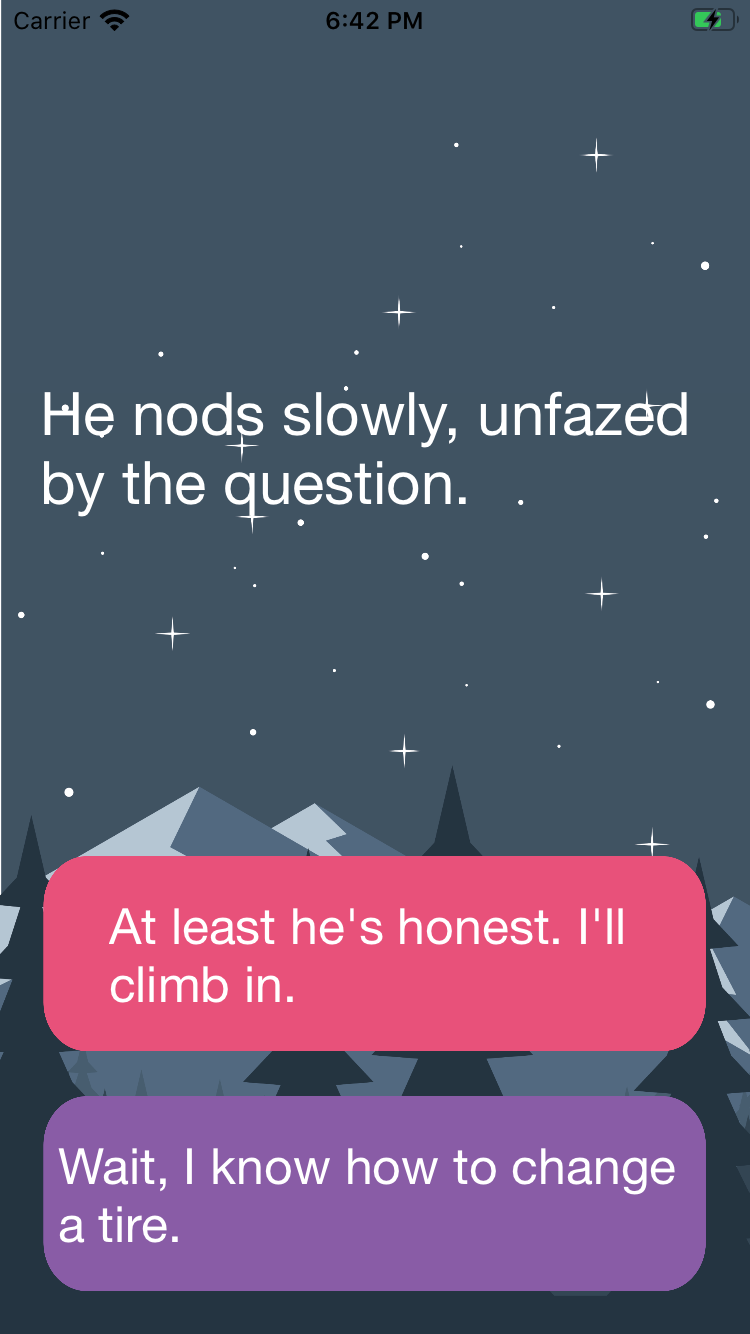 Carrier 6:42 PM
He nods slowly, unfazed
by the question.
At least he's honest. I'll
climb in.
Wait, I know how to change
a tire.